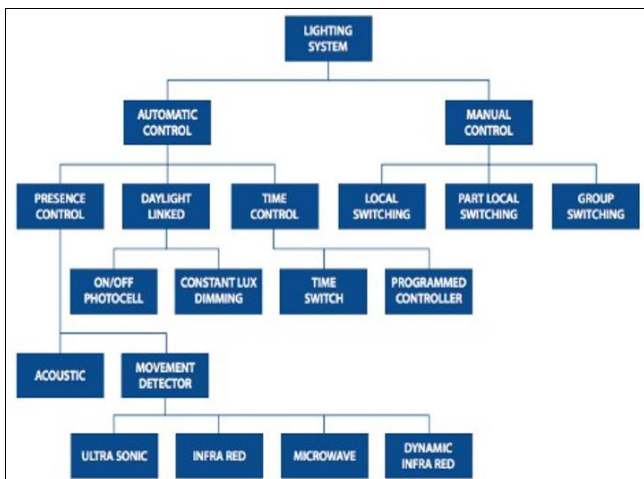 LIGHTING
SYSTEM
AUTOMATIC
CONTROL
MANUAL
CONTROL
PRESENCE
CONTROL
DAYLIGHT
LINKED
TIME
CONTROL
LOCAL
SWITCHING
PART LOCAL
SWITCHING
GROUP
SWITCHING
ON/OFF
PHOTOCELL
CONSTANT LUX
DIMMING
TIME
SWITCH
PROGRAMMED
CONTROLLER
ACOUSTIC
MOVEMENT
DETECTOR
ULTRA SONIC
INFRA RED
MICROWAVE
DYNAMIC
INFRA RED